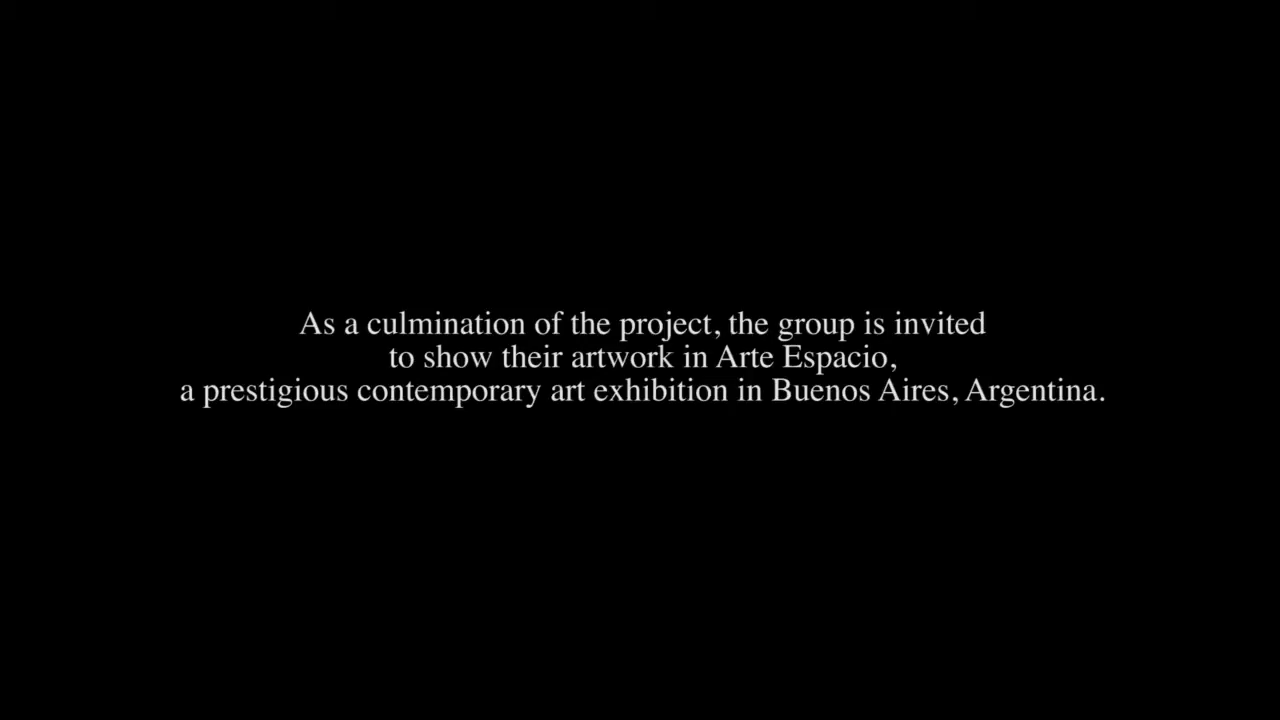 As a culmination of the project, the group is invited
to show their artwork in Arte Espacio,
a prestigious contemporary art exhibition in Buenos Aires, Argentina.